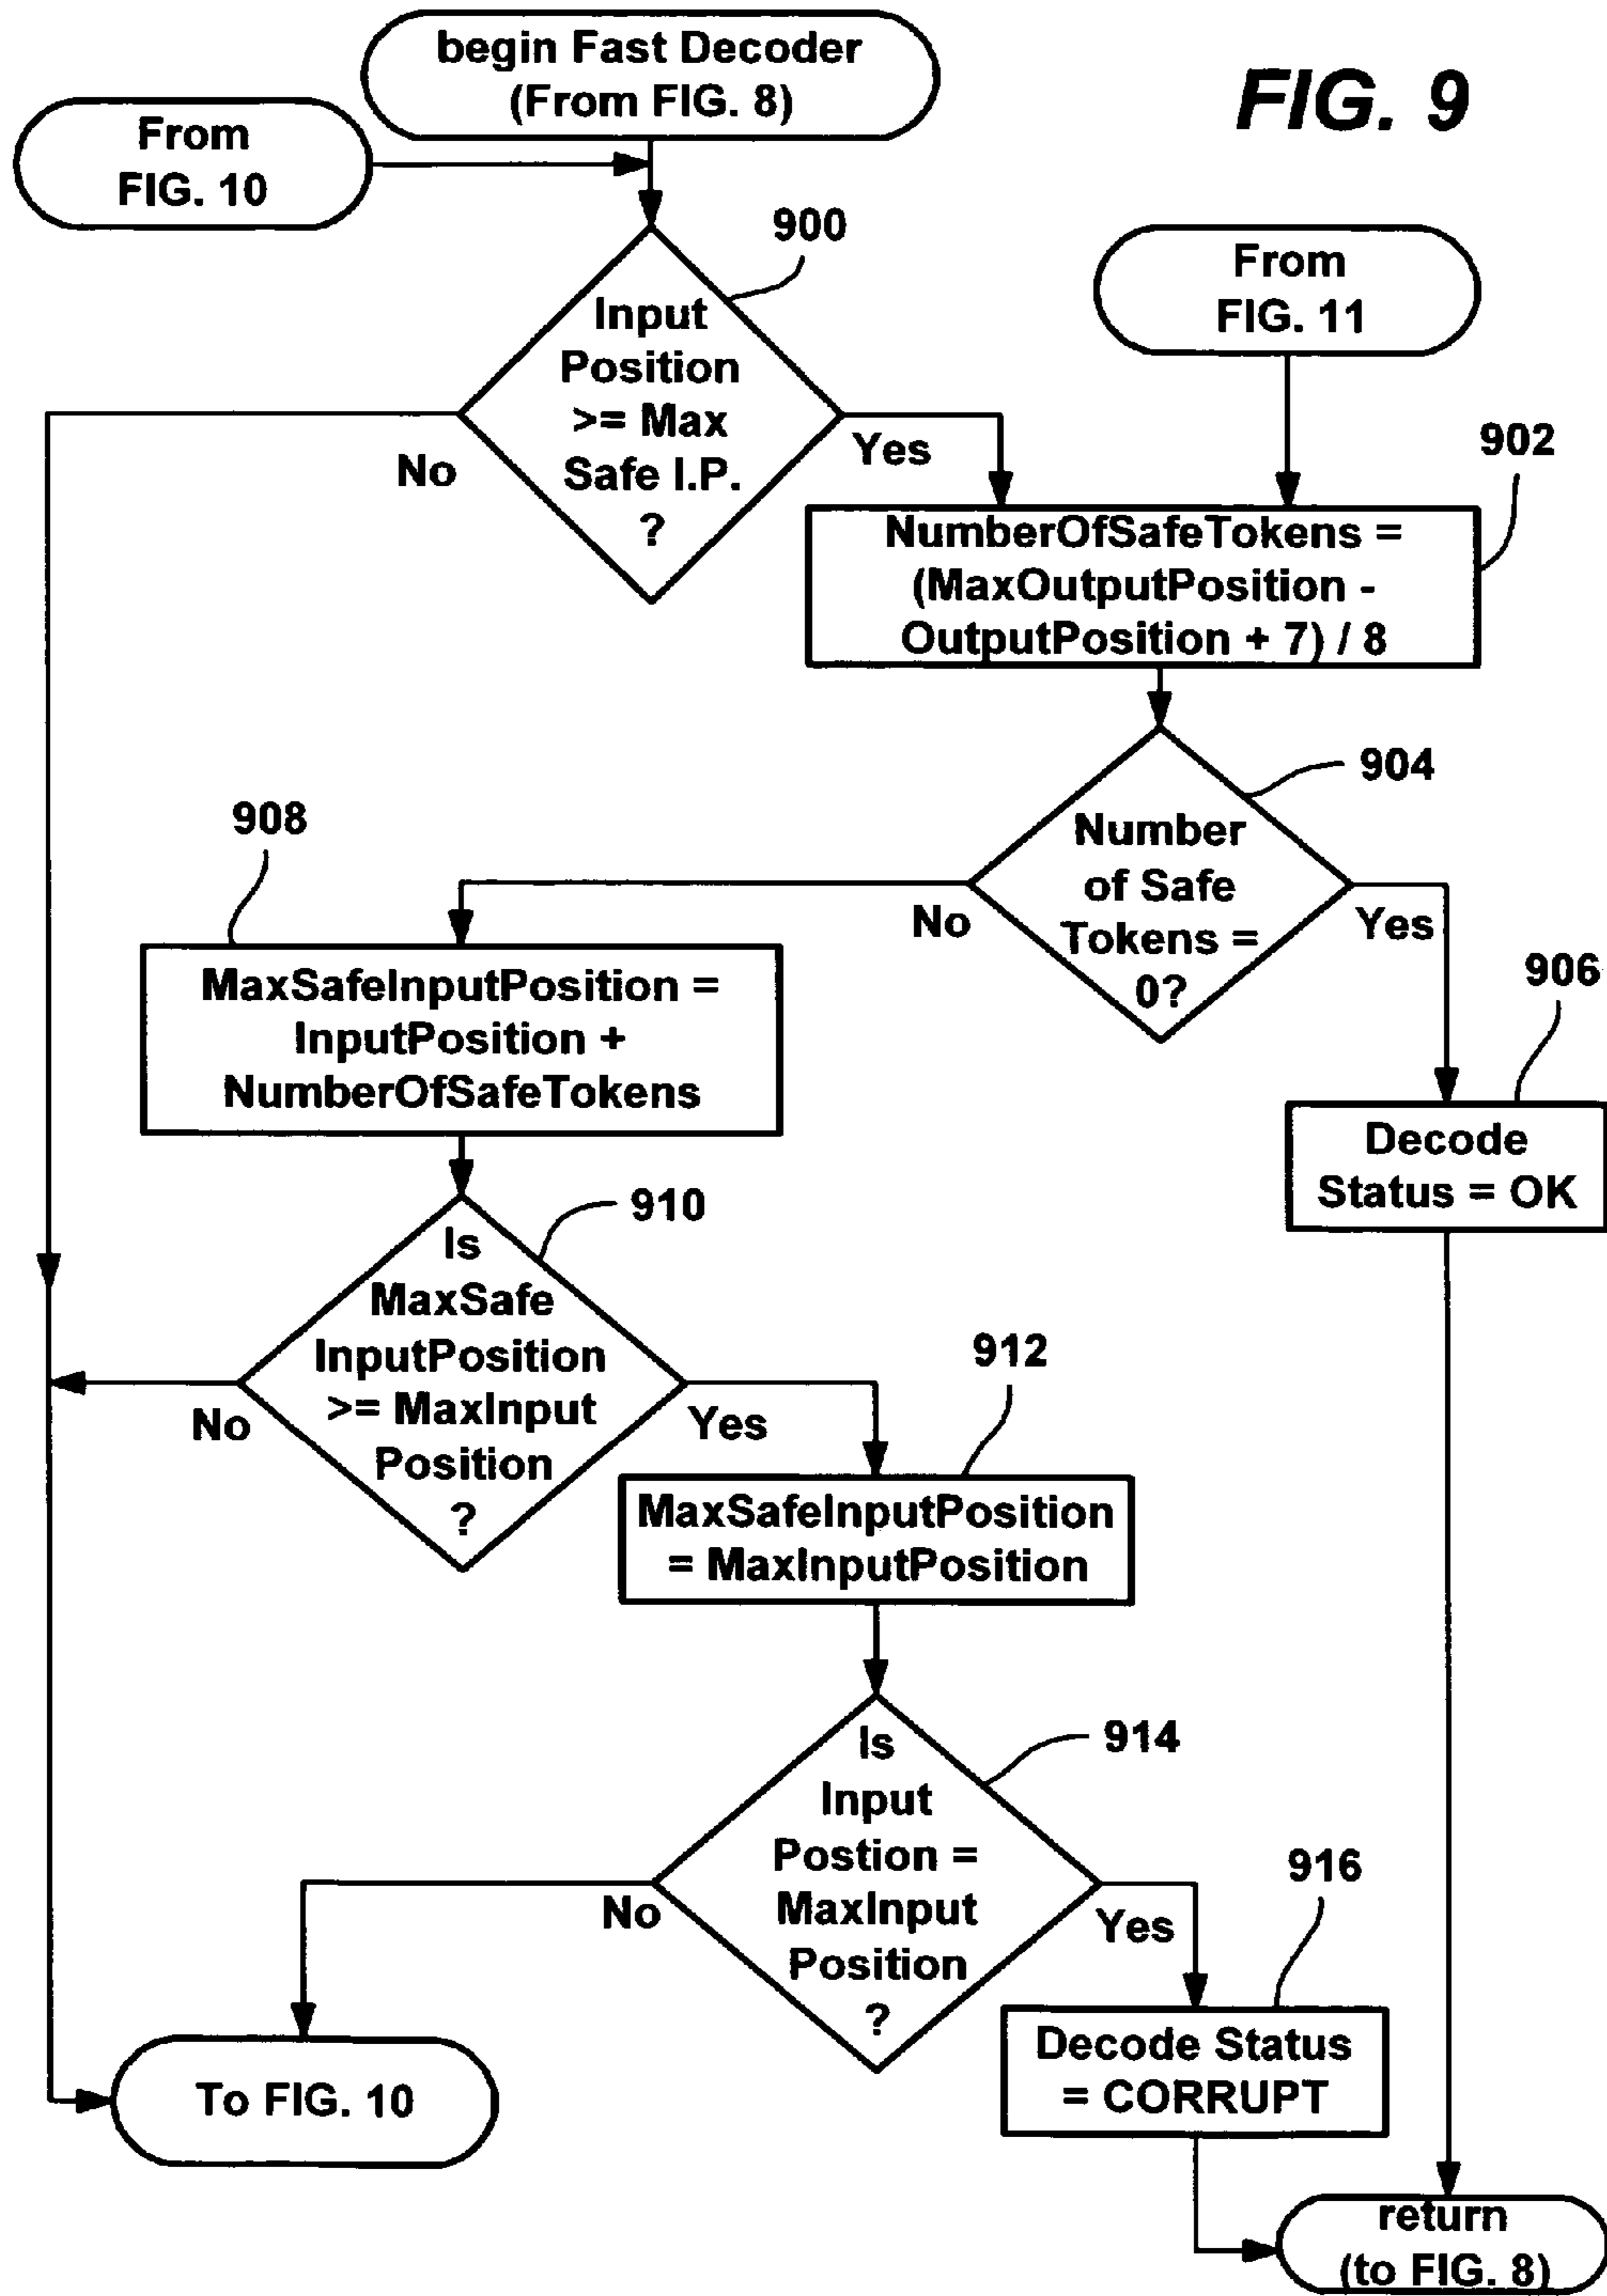 begin Fast Decoder
(From FIG. 8)
FIG. 9
From
FIG. 10
900
Input
Position
>= Max
Safe I.P.
?
No
Yes
From
FIG. 11
902
NumberOfSafeTokens =
(MaxOutputPosition -
OutputPosition + 7) / 8
904
Number
of Safe
Tokens =
0?
No
Yes
906
Decode
Status = OK
908
MaxSafeInputPosition =
InputPosition +
NumberOfSafeTokens
910
Is
MaxSafe
InputPosition
>= MaxInput
Position
?
No
Yes
912
MaxSafeInputPosition
= MaxInputPosition
914
Is
Input
Postion =
MaxInput
Position
?
No
Yes
916
Decode Status
= CORRUPT
To FIG. 10
return
(to FIG. 8)